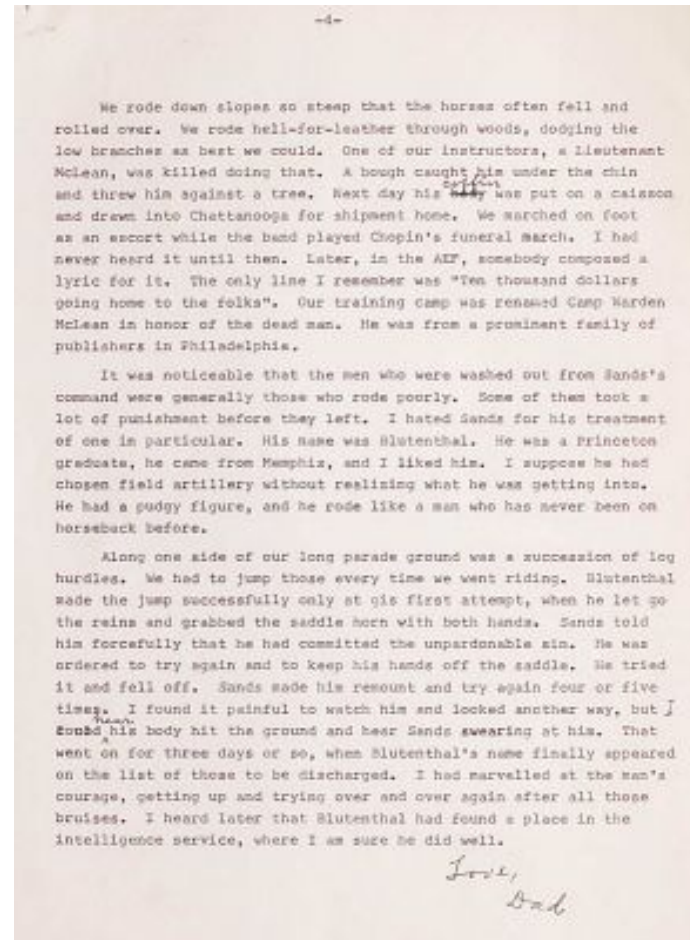 -4-
We rode down slopes so steep that the horses often fell and
rolled over. We rode hell-for-leather through woods, dodging the
low branches as best we could. One of our instructors, a Lieutenant
McLean, was killed doing that. A bough caught him under the chin
coffin
and threw him against a tree. Next day his was put on a caisson
and drawn into Chattanooga for shipment home. We marched on foot
as an escort while the band played Chopin's funeral march. I had
never heard it until then. Later, in the AEF, somebody composed a
lyric for it. The only line I remember was "Ten thousand dollars
going home to the folks". Our training camp was renamed Camp Warden
McLean in honor of the dead man. He was from a prominent family of
publishers in Philadelphia.
It was noticeable that the men who were washed out from Sands's
command were generally those who rode poorly. Some of them took a
lot of punishment before they left. I hated Sands for his treatment
of one in particular. His name was Blutenthal. He was a Princeton
graduate, he came from Memphis, and I liked him. I suppose he had
chosen field artillery without realizing what he was getting into.
He had a pudgy figure, and he rode like a man who has never been on
horseback before.
Along one side of our long parade ground was a succession of log
hurdles. We had to jump those every time we went riding. Blutenthal
made the jump successfully only at gis first attempt, when he let go
the reins and grabbed the saddle horn with both hands. Sands told
him forcefully that he had committed the unpardonable sin. He was
ordered to try again and to keep his hands off the saddle. He tried
it and fell off. Sands made him remount and try again four or five
times. I found it painful to watch him and looked another way, but I
hear
could his body hit the ground and hear Sands swearing at him. That
went on for three days or so, when Blutenthal's name finally appeared
on the list of those to be discharged. I had marvelled at the man's
courage, getting up and trying over and over again after all those
bruises. I heard later that Blutenthal had found a place in the
intelligence service, where I am sure he did well.
Love,
Dad